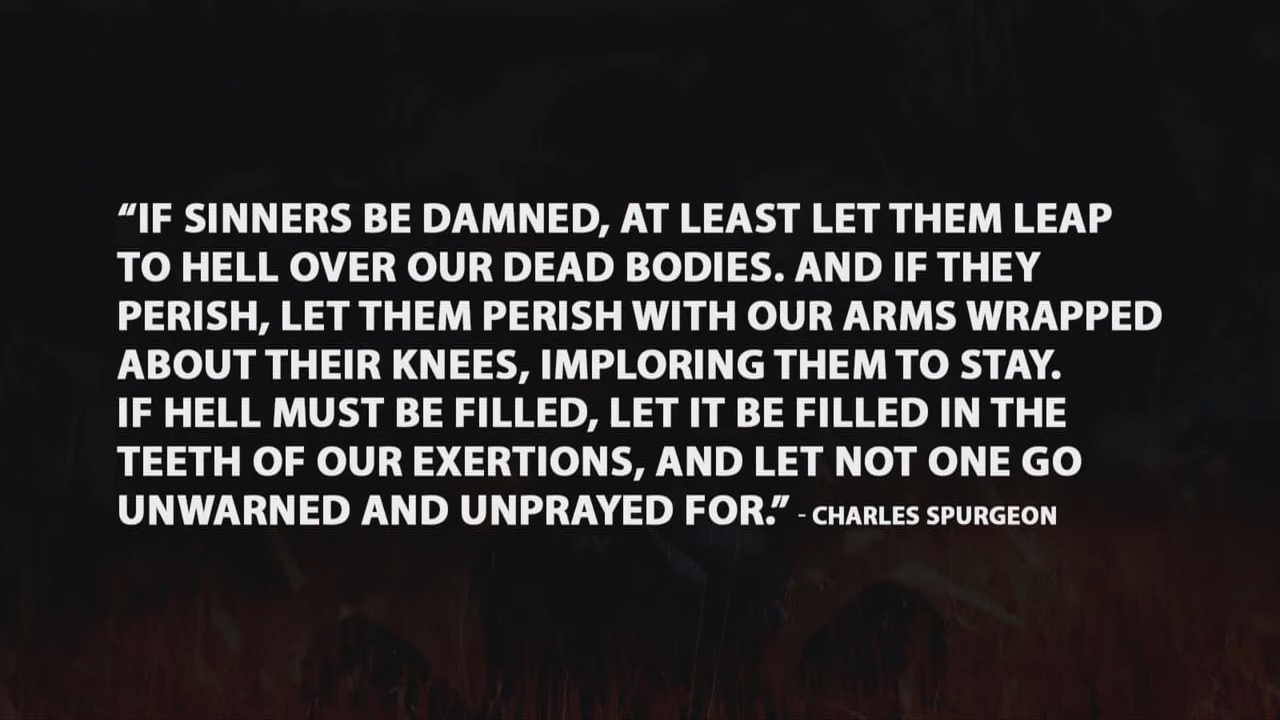 “IF SINNERS BE DAMNED, AT LEAST LET THEM LEAP
TO HELL OVER OUR DEAD BODIES. AND IF THEY
PERISH, LET THEM PERISH WITH OUR ARMS WRAPPED
ABOUT THEIR KNEES, IMPLORING THEM TO STAY.
IF HELL MUST BE FILLED, LET IT BE FILLED IN THE
TEETH OF OUR EXERTIONS, AND LET NOT ONE GO
UNWARNED AND UNPRAYED FOR.” - CHARLES SPURGEON